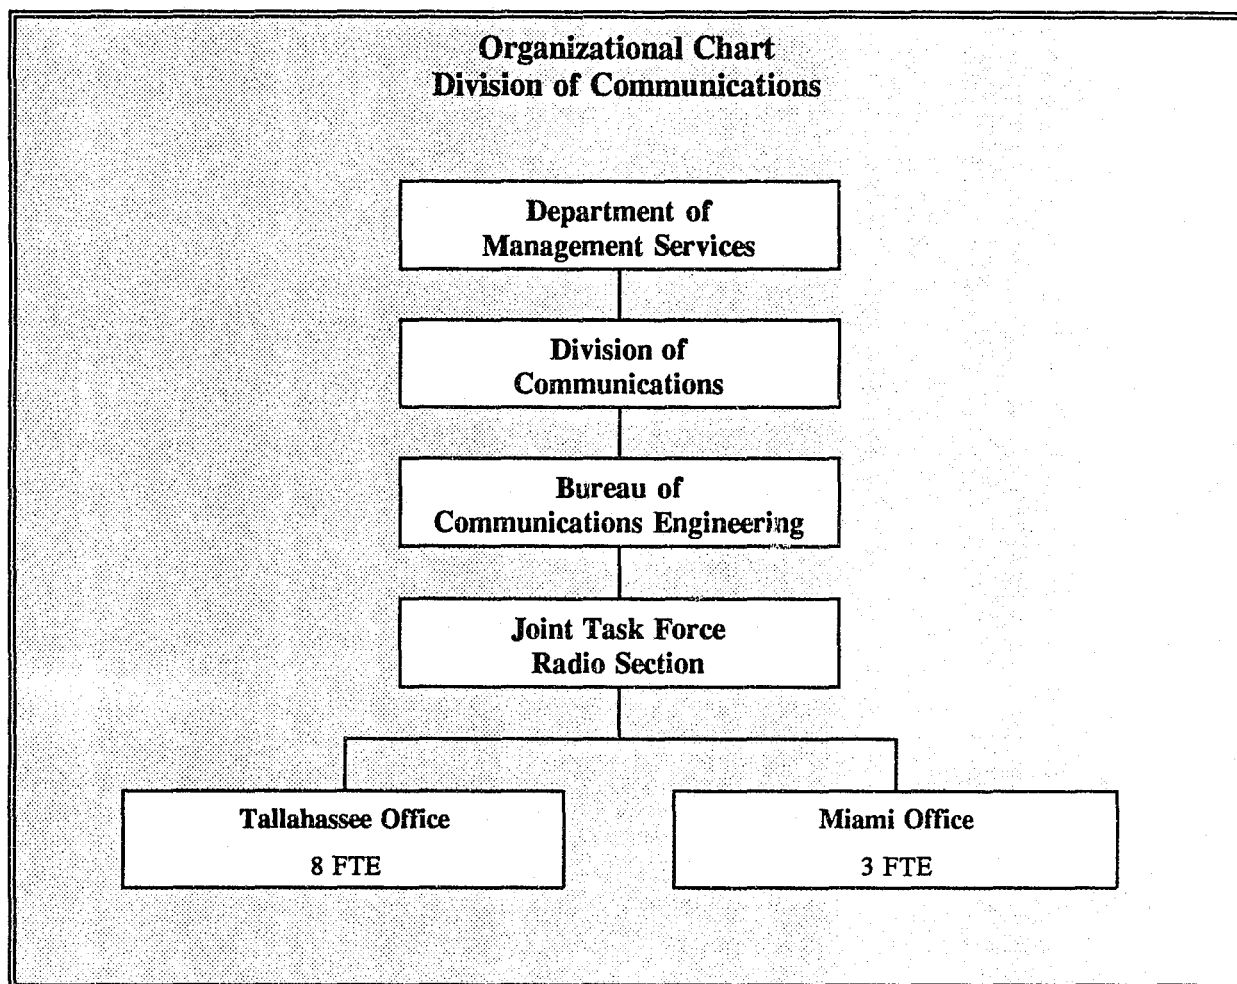 Organizational Chart
Division of Communications
Department of
Management Services
Division of
Communications
Bureau of
Communications Engineering
Joint Task Force
Radio Section
Tallahassee Office
8 FTE
Miami Office
3 FTE